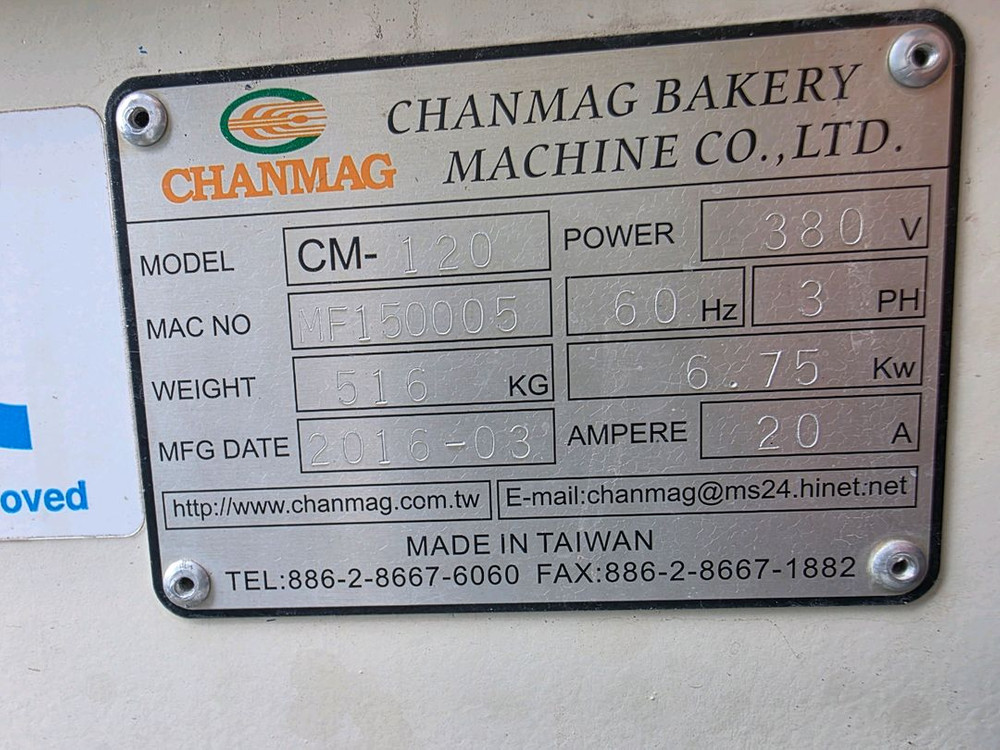 CHANMAG
CHANMAG BAKERY
MACHINE CO.,LTD.
MODEL CM-120 POWER 380 V
MAC NO MF150005 60 Hz 3 PH
WEIGHT 516 KG 6.75 Kw
MFG DATE 2016-03 AMPERE 20 A
http://www.chanmag.com.tw E-mail:chanmag@ms24.hinet.net
MADE IN TAIWAN
TEL:886-2-8667-6060 FAX:886-2-8667-1882
oved